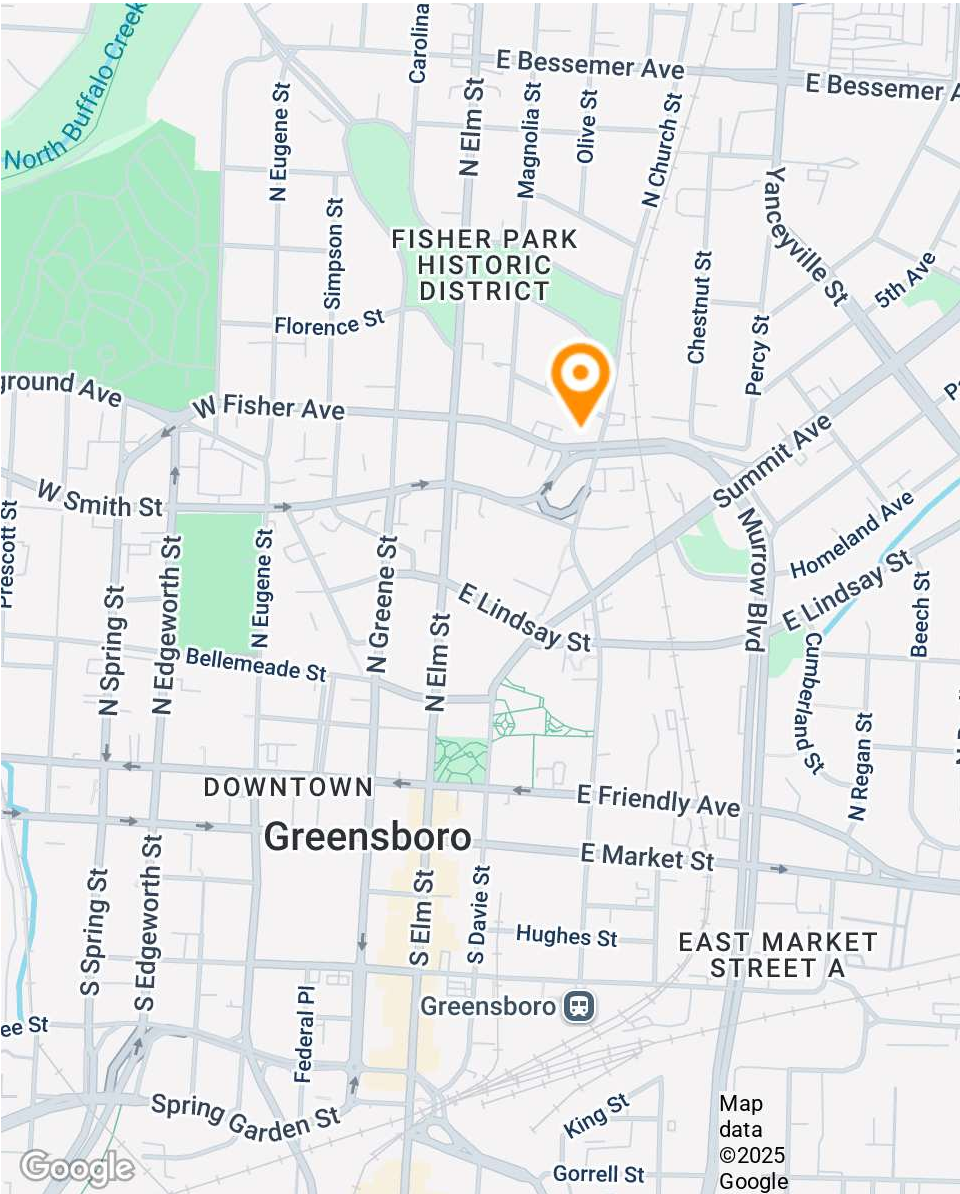 Carolina
E Bessemer Ave
E Bessemer A
North Buffalo Creek
N Eugene St
N Elm St
Magnolia St
Olive St
N Church St
Yanceyville St
Simpson St
FISHER PARK
HISTORIC
DISTRICT
Chestnut St
5th Ave
Florence St
Percy St
ground Ave
W Fisher Ave
Summit Ave
W Smith St
Prescott St
N Edgeworth St
N Eugene St
N Greene St
Murrow Blvd
Homeland Ave
E Lindsay St
E Lindsay St
N Spring St
N Elm St
Beech St
Bellemeade St
Cumberland St
N Regan St
DOWNTOWN
E Friendly Ave
Greensboro
E Market St
S Spring St
S Edgeworth St
S Elm St
S Davie St
Hughes St
EAST MARKET
STREET A
Federal Pl
Greensboro
ee St
Spring Garden St
King St
Gorrell St
Map
data
©2025
Google
Google